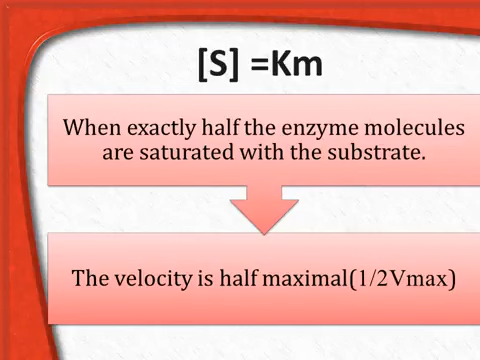 [S] =Km
When exactly half the enzyme molecules
are saturated with the substrate.
The velocity is half maximal(1/2Vmax)